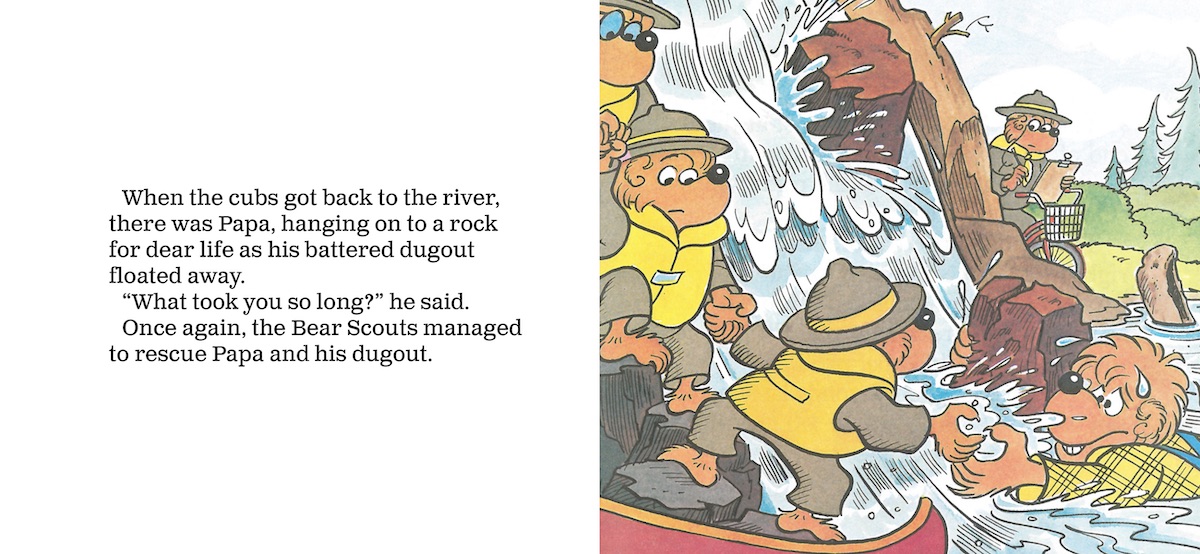 When the cubs got back to the river,
there was Papa, hanging on to a rock
for dear life as his battered dugout
floated away.
“What took you so long?” he said.
Once again, the Bear Scouts managed
to rescue Papa and his dugout.